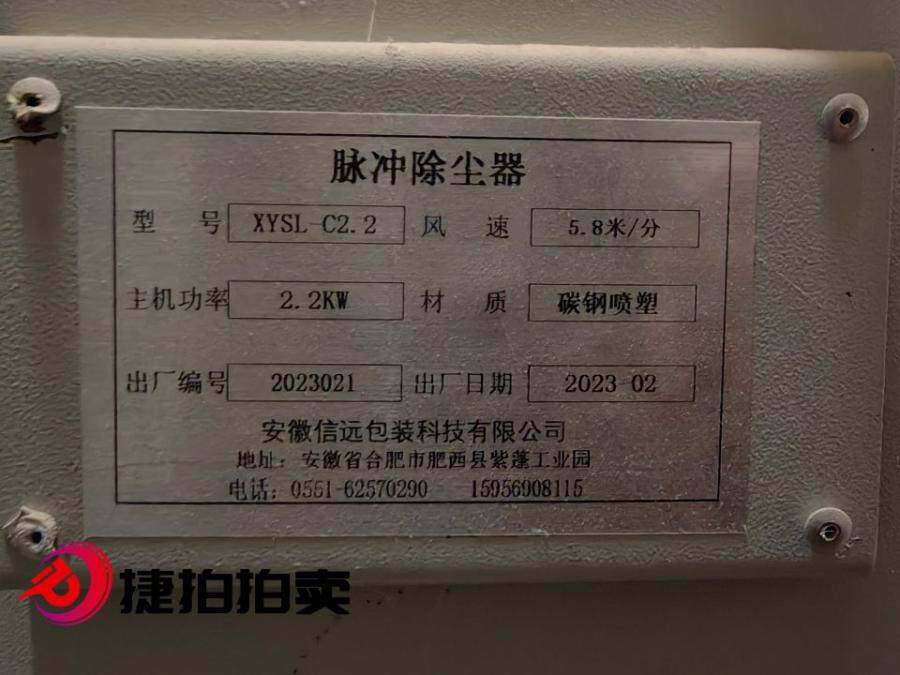 脉冲除尘器
型 号 XYSL-C2.2 风 速 5.8米/分
主机功率 2.2KW 材 质 碳钢喷塑
出厂编号 2023021 出厂日期 2023-02
安徽信远包装科技有限公司
地址：安徽省合肥市肥西县紫蓬工业园
电话：0551-62570290 15956908115
捷拍拍卖